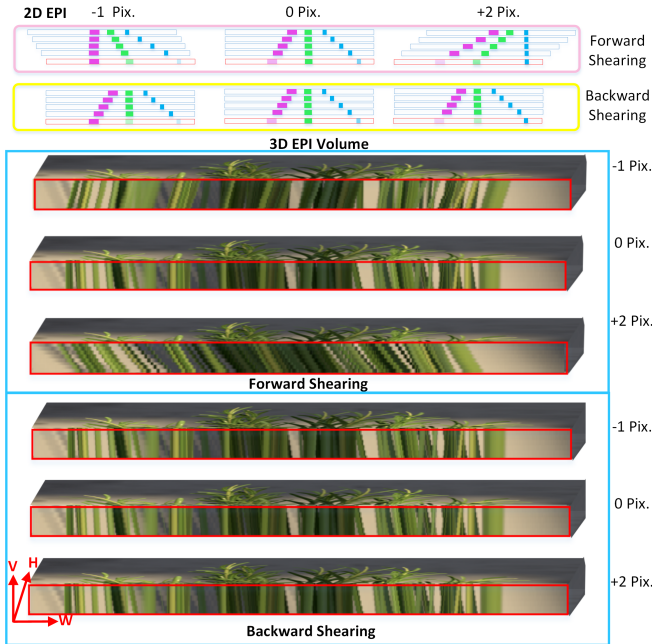 2D EPI -1 Pix. 0 Pix. +2 Pix.
Forward
Shearing
Backward
Shearing
3D EPI Volume
-1 Pix.
0 Pix.
+2 Pix.
Forward Shearing
-1 Pix.
0 Pix.
+2 Pix.
V H
W
Backward Shearing